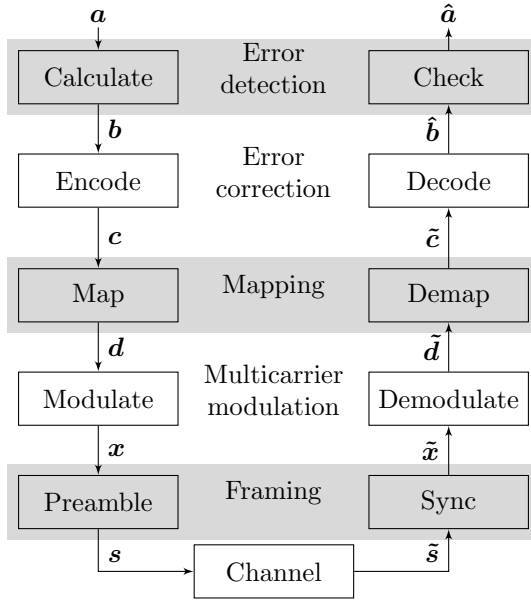 a
â
Calculate
Error
detection
Check
b
b̂
Encode
Error
correction
Decode
c
c̃
Map
Mapping
Demap
d
d̃
Modulate
Multicarrier
modulation
Demodulate
x
x̃
Preamble
Framing
Sync
s
s̃
Channel